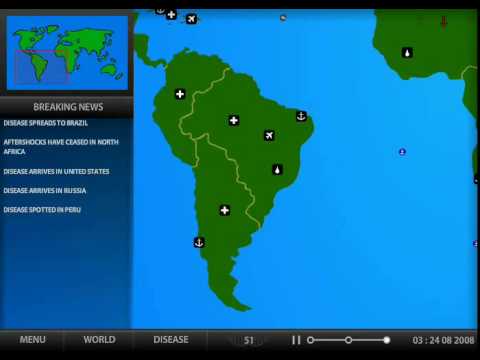 BREAKING NEWS
DISEASE SPREADS TO BRAZIL
AFTERSHOCKS HAVE CEASED IN NORTH
AFRICA
DISEASE ARRIVES IN UNITED STATES
DISEASE ARRIVES IN RUSSIA
DISEASE SPOTTED IN PERU
MENU WORLD DISEASE 51 03 : 24 08 2008